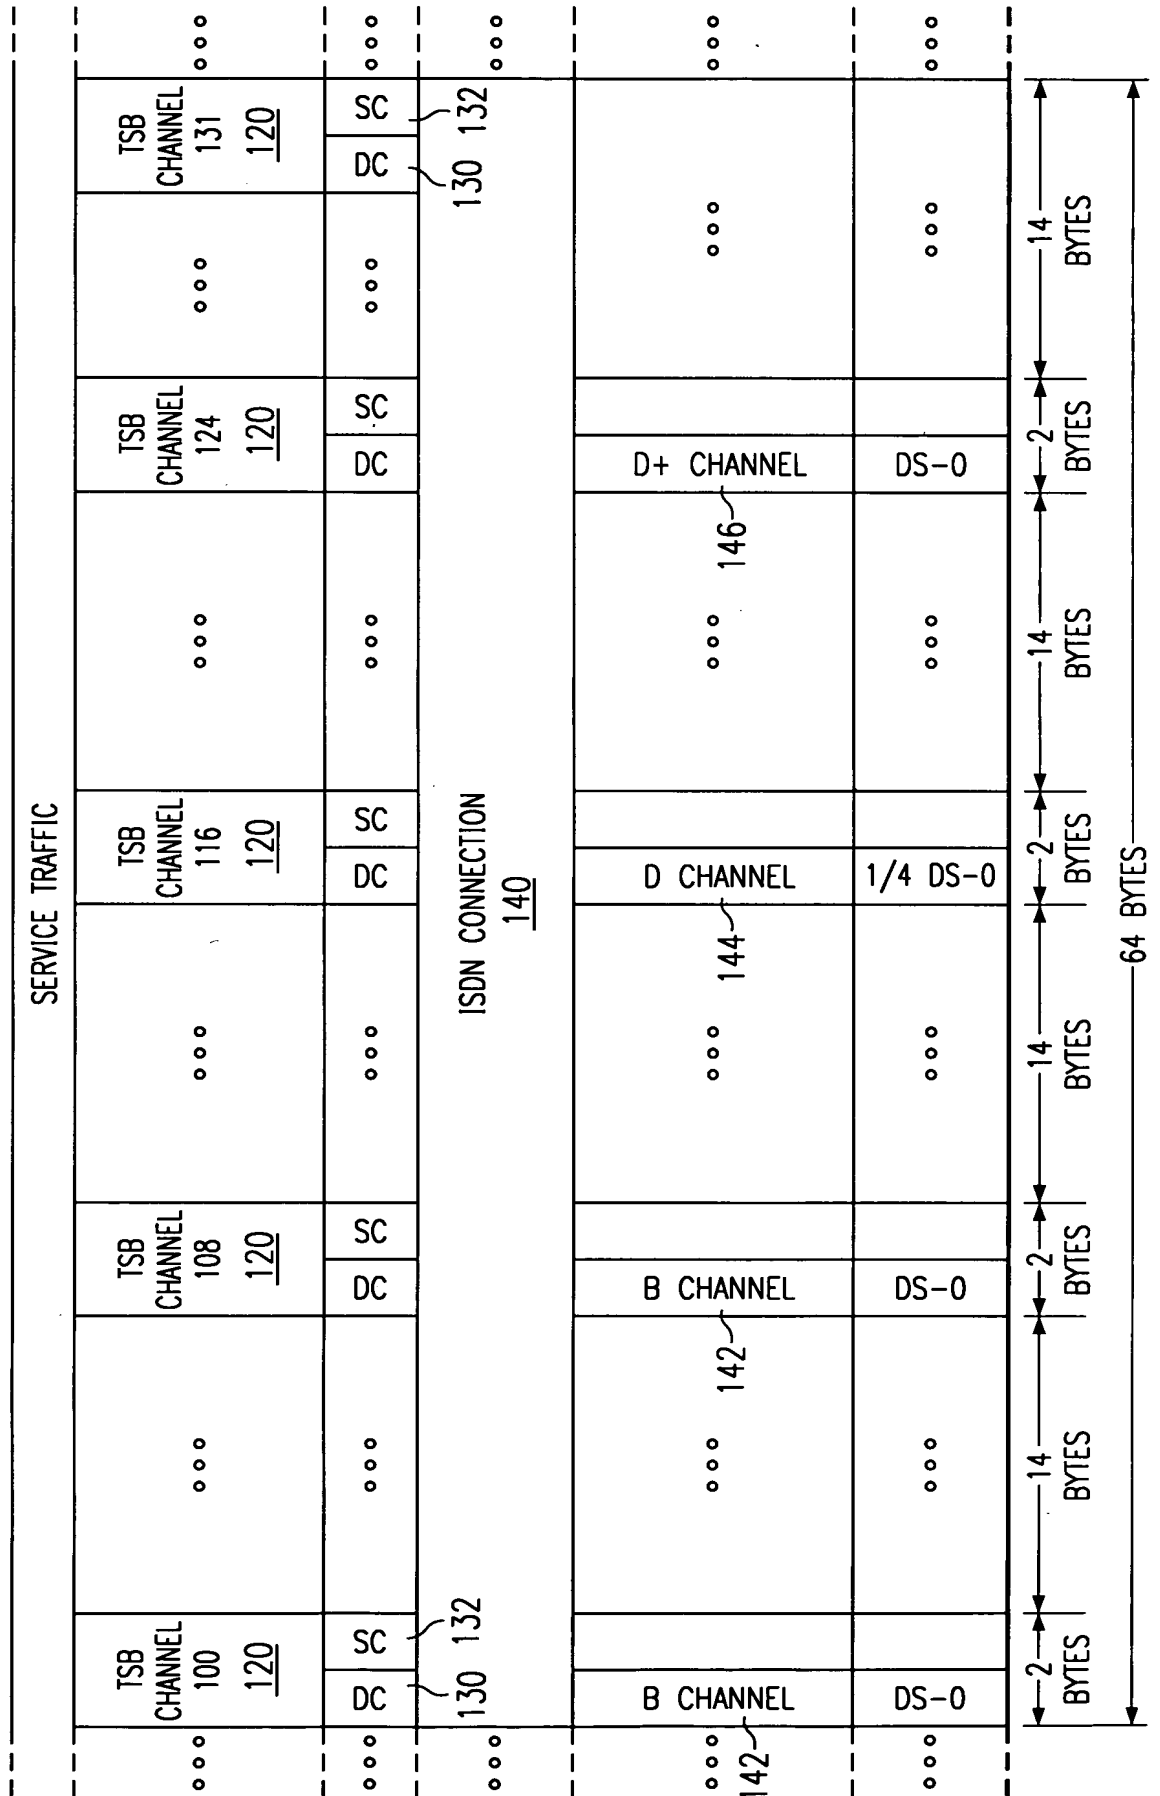 SERVICE TRAFFIC
TSB CHANNEL 100 120
TSB CHANNEL 108 120
TSB CHANNEL 116 120
TSB CHANNEL 124 120
TSB CHANNEL 131 120
DC SC DC SC DC SC DC SC DC SC
130 132 130 132
ISDN CONNECTION
140
B CHANNEL B CHANNEL D CHANNEL D+ CHANNEL
142 142 144 146
DS-0 DS-0 1/4 DS-0 DS-0
2 BYTES 14 BYTES 2 BYTES 14 BYTES 2 BYTES 14 BYTES 2 BYTES 14 BYTES
64 BYTES